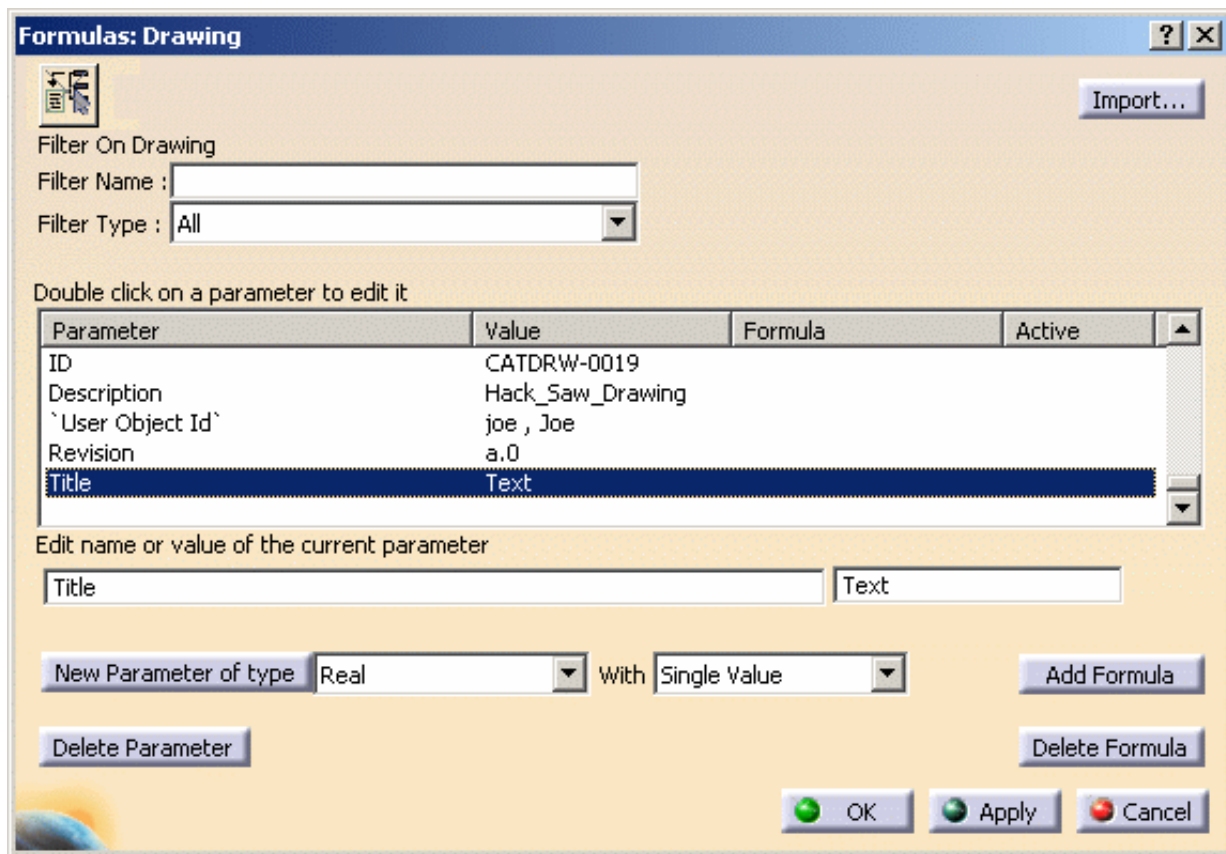 Formulas: Drawing
Import...
Filter On Drawing
Filter Name :
Filter Type : All
Double click on a parameter to edit it
Parameter Value Formula Active
ID CATDRW-0019
Description Hack_Saw_Drawing
`User Object Id` joe , Joe
Revision a.0
Title Text
Edit name or value of the current parameter
Title Text
New Parameter of type Real With Single Value Add Formula
Delete Parameter Delete Formula
OK Apply Cancel